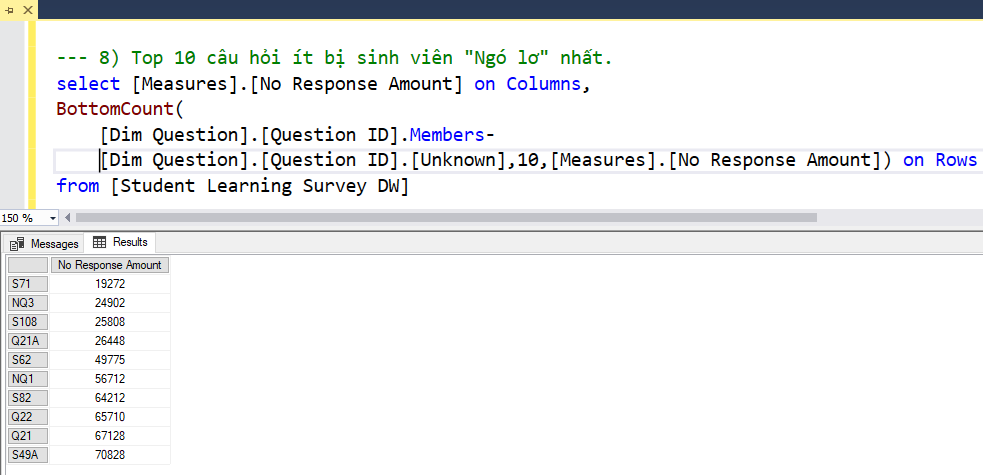 --- 8) Top 10 câu hỏi ít bị sinh viên "Ngó lơ" nhất.
select [Measures].[No Response Amount] on Columns,
BottomCount(
[Dim Question].[Question ID].Members-
[Dim Question].[Question ID].[Unknown],10,[Measures].[No Response Amount]) on Rows
from [Student Learning Survey DW]
150 %
Messages Results
No Response Amount
S71 19272
NQ3 24902
S108 25808
Q21A 26448
S62 49775
NQ1 56712
S82 64212
Q22 65710
Q21 67128
S49A 70828